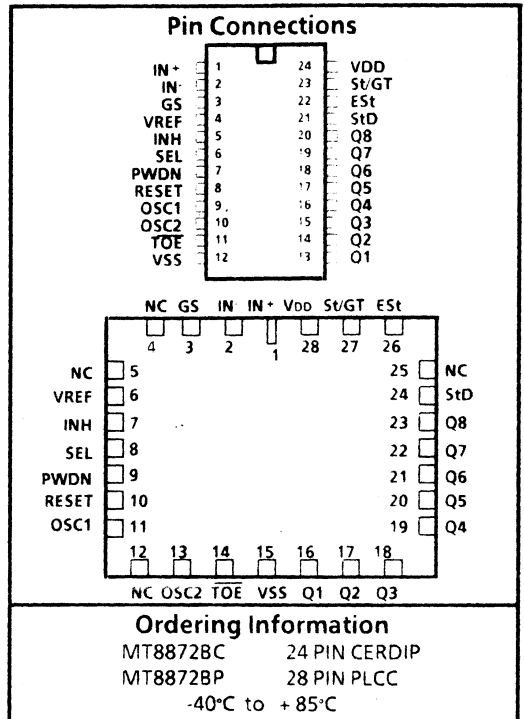 Pin Connections
IN+ 1 24 VDD
IN- 2 23 St/GT
GS 3 22 ESt
VREF 4 21 StD
INH 5 20 Q8
SEL 6 19 Q7
PWDN 7 18 Q6
RESET 8 17 Q5
OSC1 9 16 Q4
OSC2 10 15 Q3
TOE 11 14 Q2
VSS 12 13 Q1
NC GS IN- IN+ VDD St/GT ESt
4 3 2 1 28 27 26
NC 5 25 NC
VREF 6 24 StD
INH 7 23 Q8
SEL 8 22 Q7
PWDN 9 21 Q6
RESET 10 20 Q5
OSC1 11 19 Q4
12 13 14 15 16 17 18
NC OSC2 TOE VSS Q1 Q2 Q3
Ordering Information
MT8872BC 24 PIN CERDIP
MT8872BP 28 PIN PLCC
-40°C to +85°C